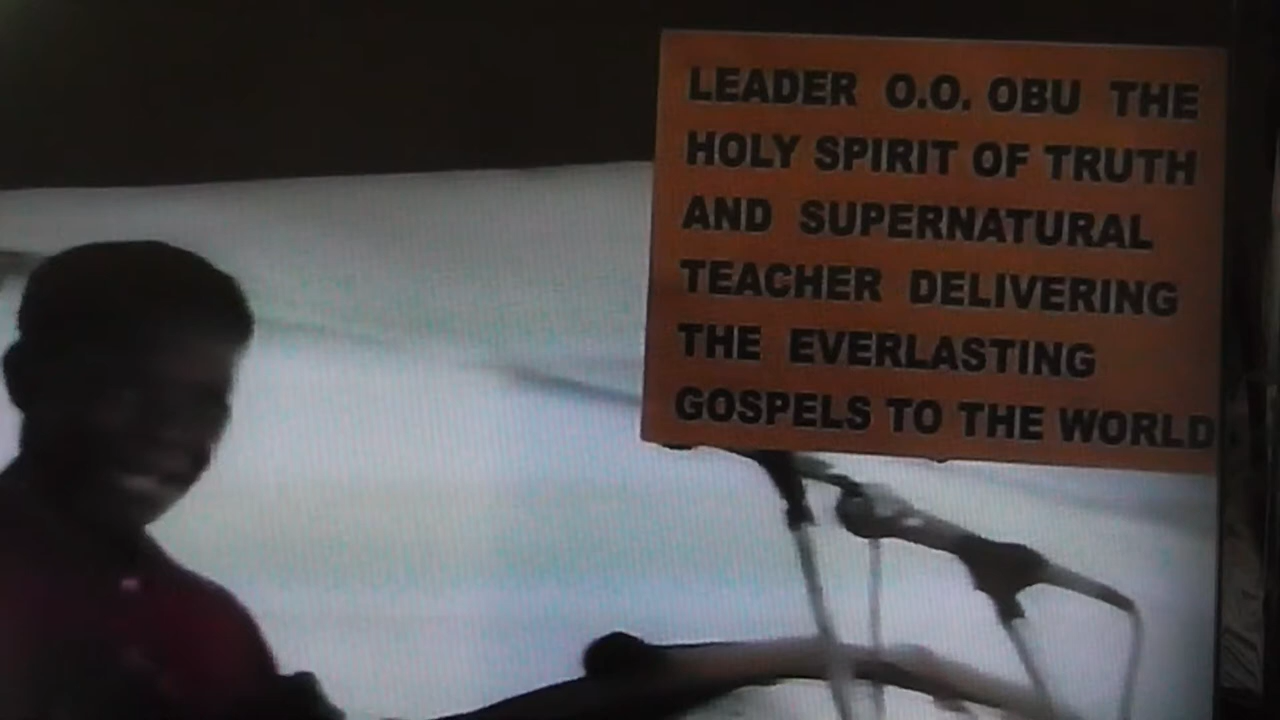 LEADER O.O. OBU THE
HOLY SPIRIT OF TRUTH
AND SUPERNATURAL
TEACHER DELIVERING
THE EVERLASTING
GOSPELS TO THE WORLD